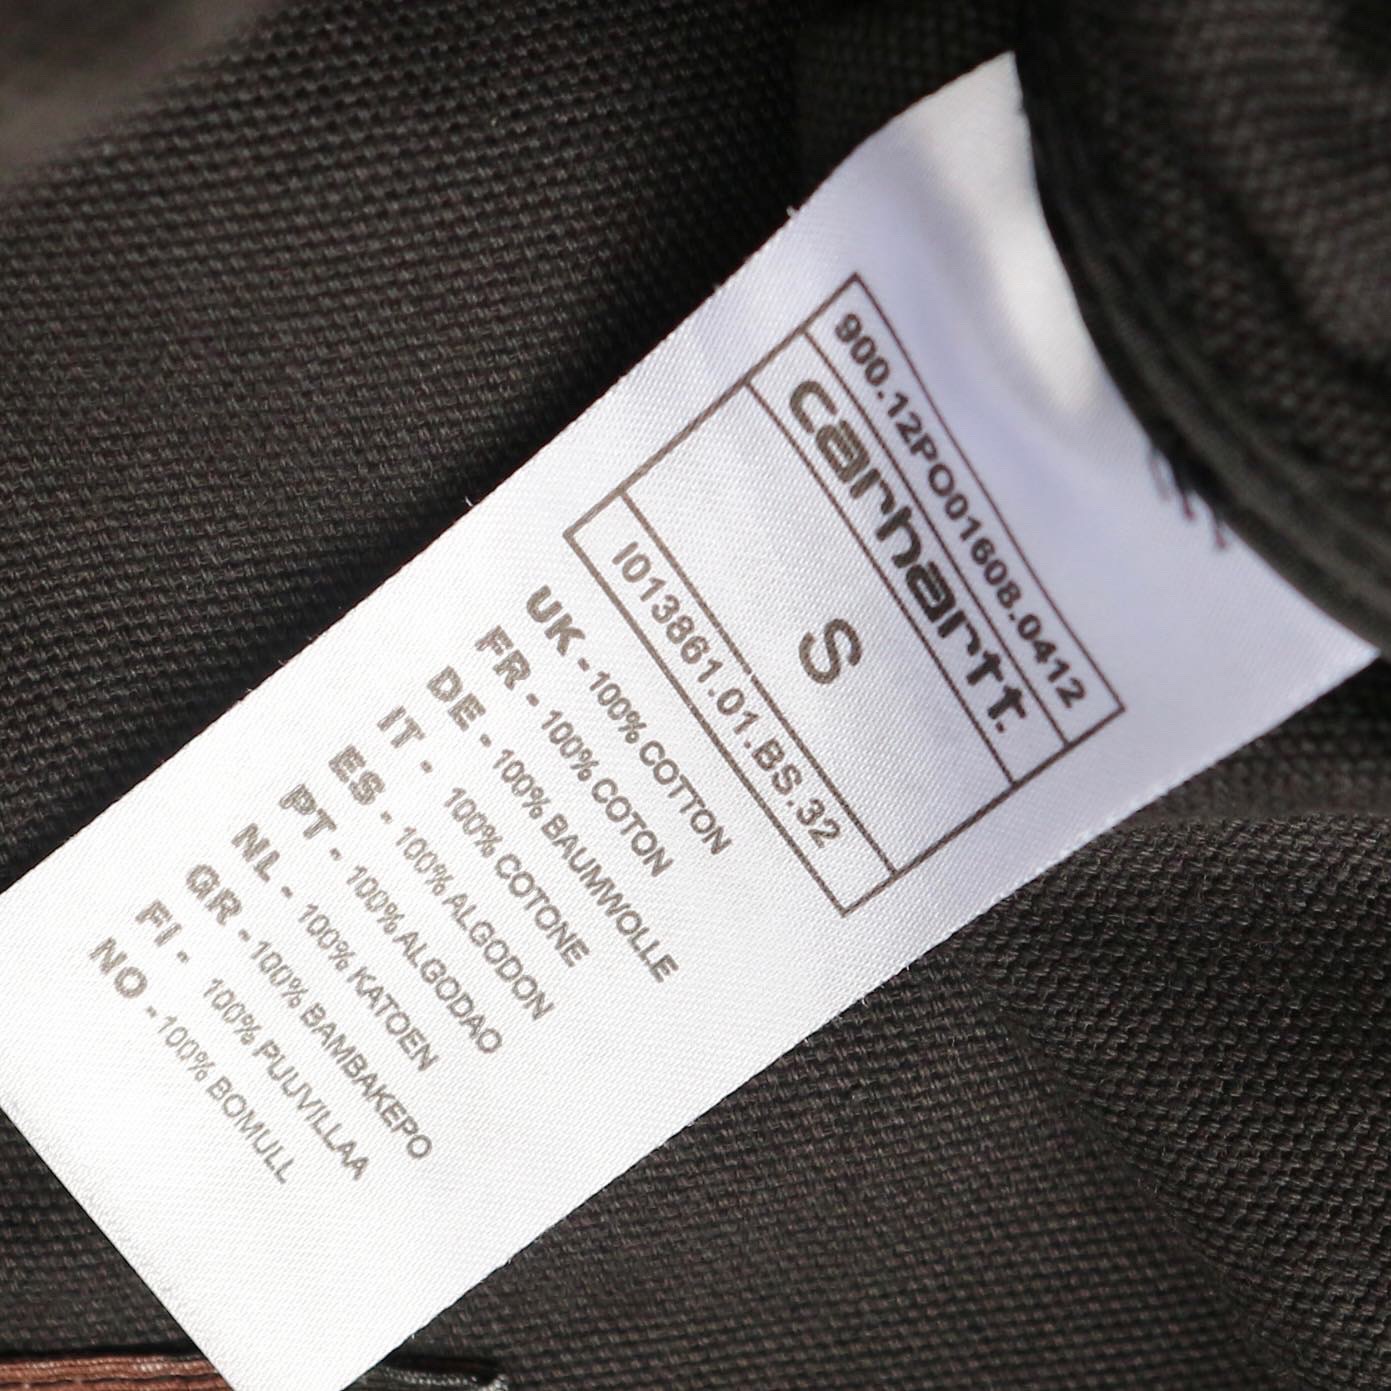 900.12PO01608.0412
carhartt.
S
I013861.01.BS.32
UK - 100% COTTON
FR - 100% COTON
DE - 100% BAUMWOLLE
IT - 100% COTONE
ES - 100% ALGODON
PT - 100% ALGODAO
NL - 100% KATOEN
GR - 100% BAMBAKEPO
FI - 100% PUUVILLAA
NO - 100% BOMULL